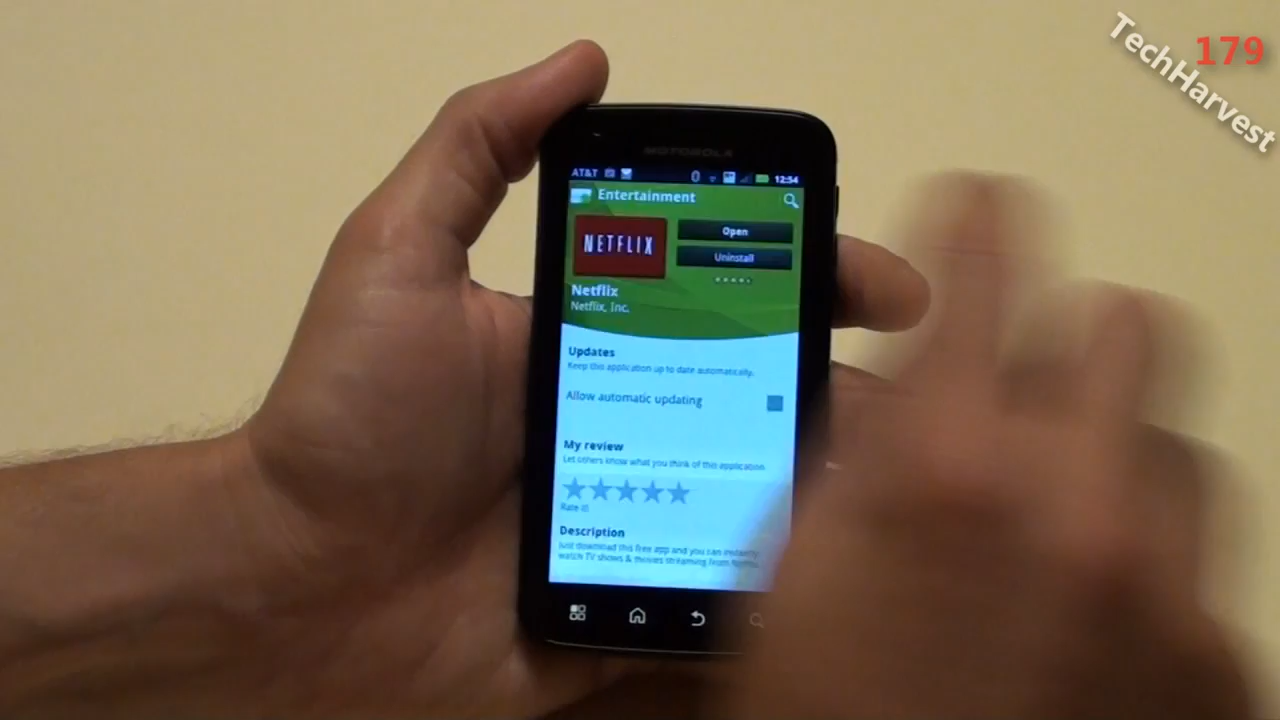 179
TechHarvest
MOTOROLA
AT&T 12:54
Entertainment
NETFLIX
Open
Uninstall
Netflix
Netflix, Inc.
Updates
Keep this application up to date automatically.
Allow automatic updating
My review
Let others know what you think of this application.
Rate it!
Description
Just download this free app and you can instantly
watch TV shows & movies streaming from Netflix.